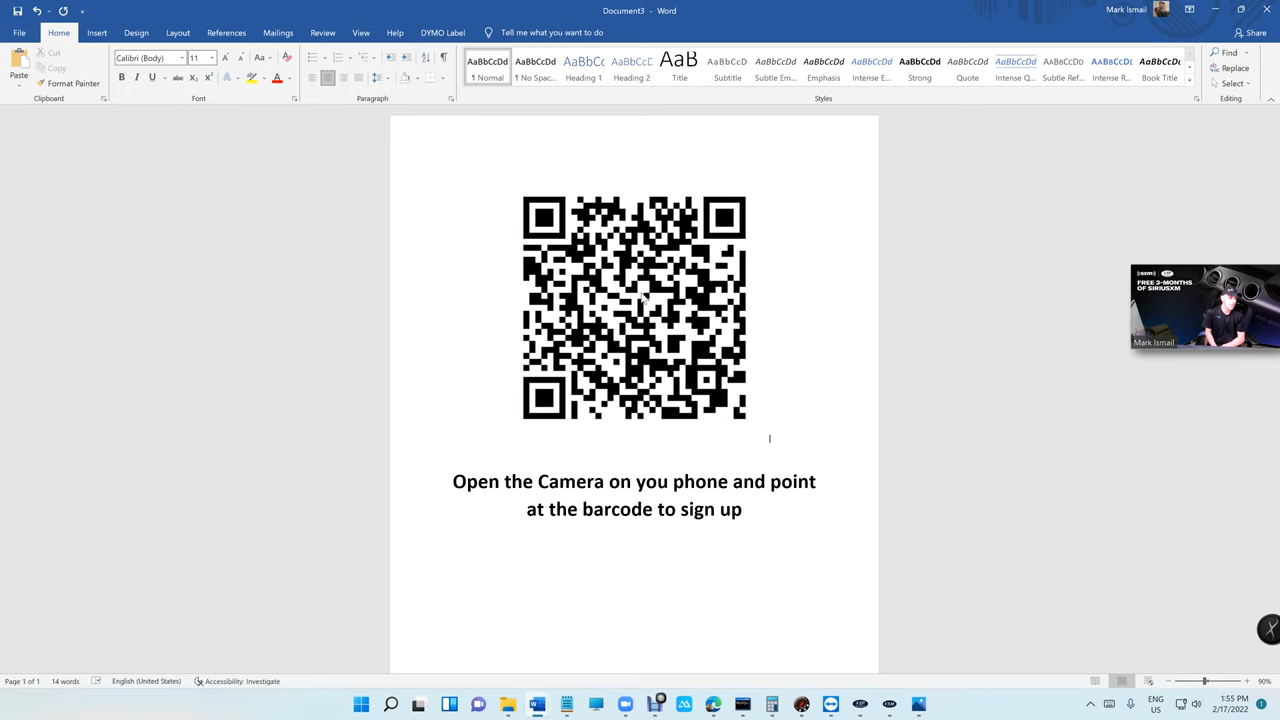 Document3 - Word
Mark Ismail
File Home Insert Design Layout References Mailings Review View Help DYMO Label Tell me what you want to do
Share
Paste
Cut
Copy
Format Painter
Clipboard
Calibri (Body) 11
Font
Paragraph
AaBbCcDd AaBbCcDd AaBbCc AaBbCcD AaB AaBbCcD AaBbCcDd AaBbCcDd AaBbCcDd AaBbCcDd AaBbCcDd AaBbCcDd AaBbCcDd AaBbCcDd AaBbCcDd
¶ Normal ¶ No Spac... Heading 1 Heading 2 Title Subtitle Subtle Em... Emphasis Intense E... Strong Quote Intense Q... Subtle Ref... Intense R... Book Title
Styles
Find
Replace
Select
Editing
Open the Camera on you phone and point
at the barcode to sign up
FREE 3-MONTHS
OF SIRIUSXM
Mark Ismail
Page 1 of 1 14 words English (United States) Accessibility: Investigate
90%
ENG
US
1:55 PM
2/17/2022